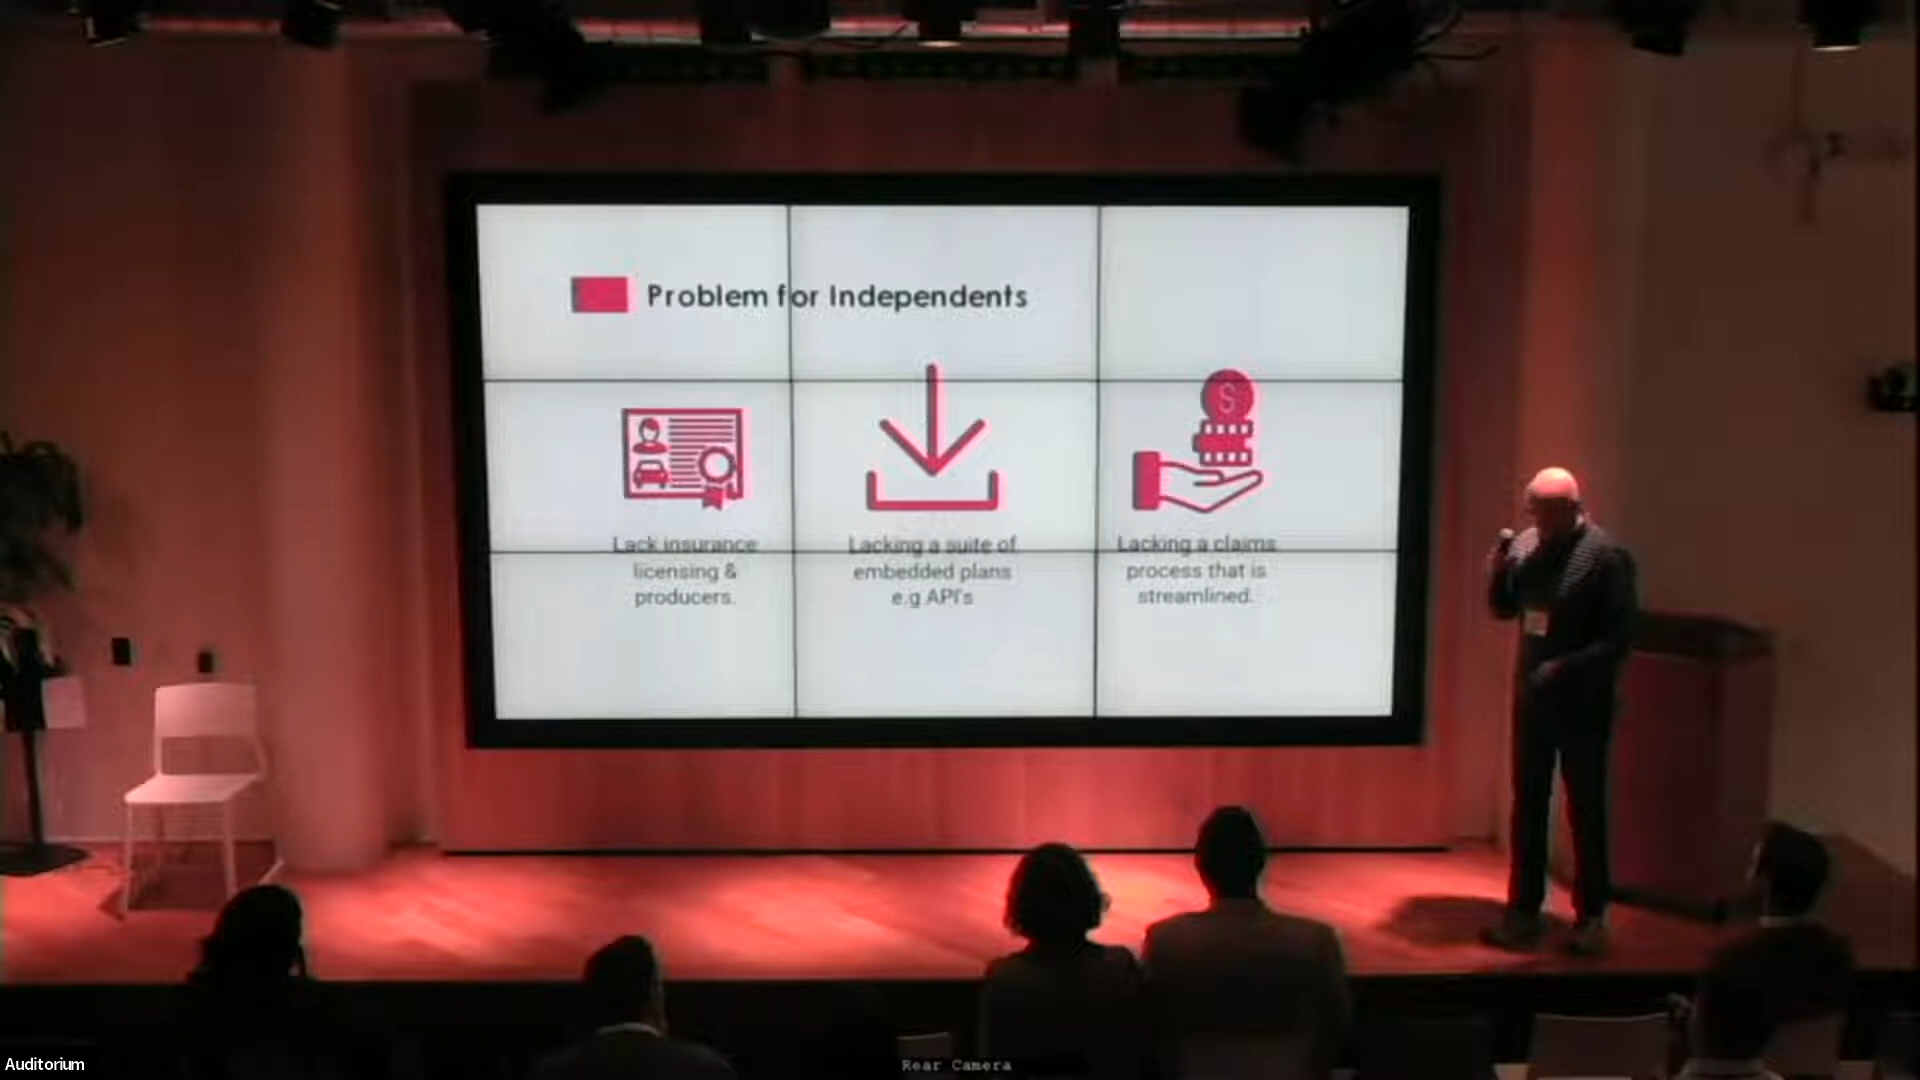 Problem for Independents
S
Lack insurance
licensing &
producers.
Lacking a suite of
embedded plans
e.g API's
Lacking a claims
process that is
streamlined.
Auditorium
Rear Camera